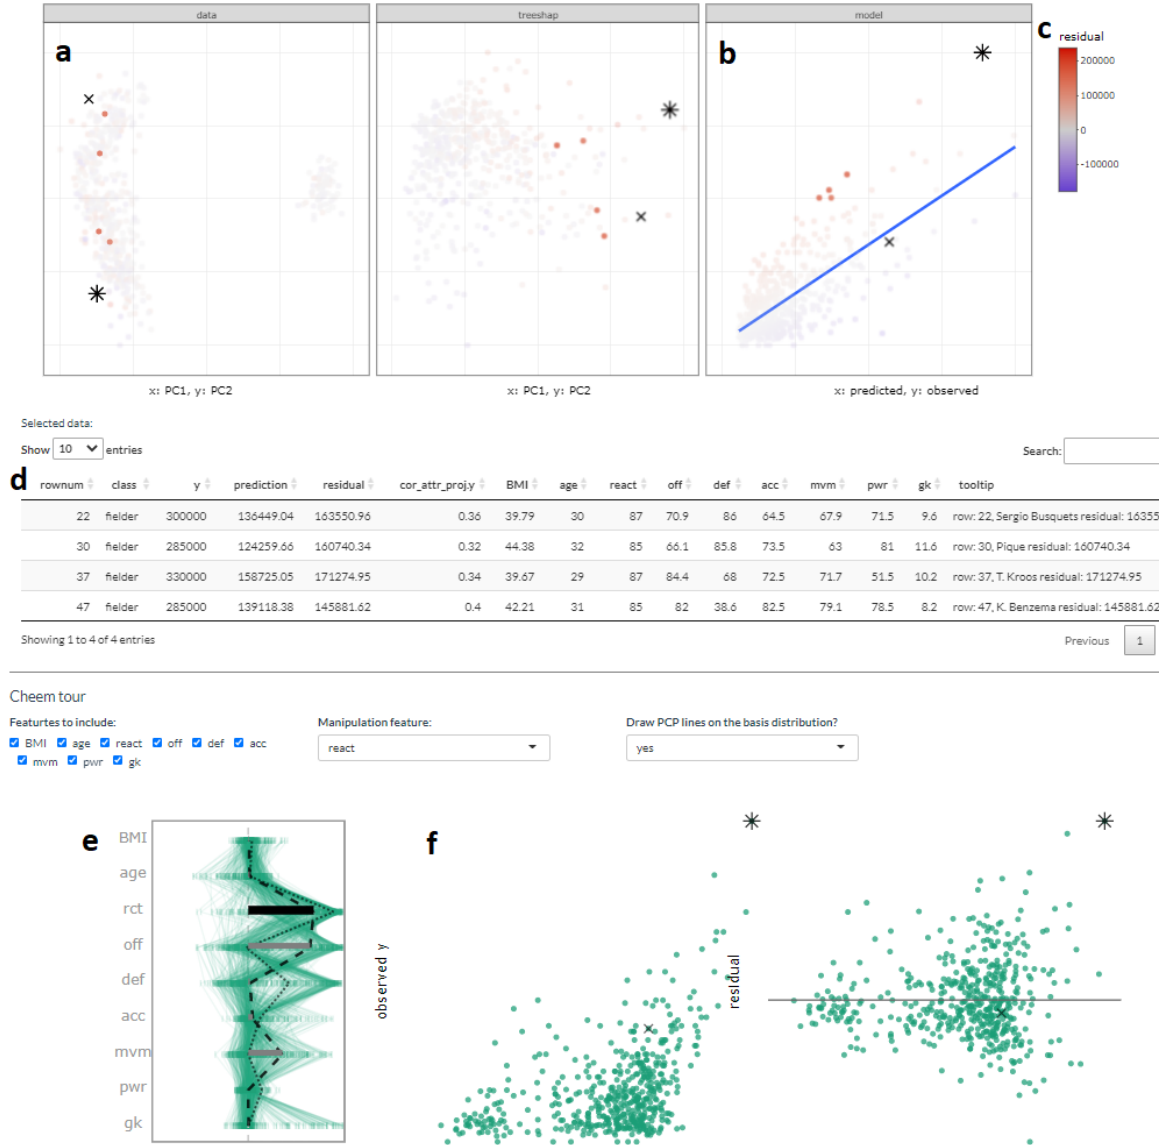 data
treeshap
model
a
b
c
residual
200000
100000
0
-100000
x: PC1, y: PC2
x: PC1, y: PC2
x: predicted, y: observed
Selected data:
Show 10 entries
Search:
d
rownum class y prediction residual cor_attr_proj.y BMI age react off def acc mvm pwr gk tooltip
22 fielder 300000 136449.04 163550.96 0.36 39.79 30 87 70.9 86 64.5 67.9 71.5 9.6 row: 22, Sergio Busquets residual: 16355
30 fielder 285000 124259.66 160740.34 0.32 44.38 32 85 66.1 85.8 73.5 63 81 11.6 row: 30, Pique residual: 160740.34
37 fielder 330000 158725.05 171274.95 0.34 39.67 29 87 84.4 68 72.5 71.7 51.5 10.2 row: 37, T. Kroos residual: 171274.95
47 fielder 285000 139118.38 145881.62 0.4 42.21 31 85 82 38.6 82.5 79.1 78.5 8.2 row: 47, K. Benzema residual: 145881.62
Showing 1 to 4 of 4 entries
Previous 1
Cheem tour
Featurtes to include:
BMI age react off def acc
mvm pwr gk
Manipulation feature:
react
Draw PCP lines on the basis distribution?
yes
e
BMI
age
rct
off
def
acc
mvm
pwr
gk
f
observed y
residual